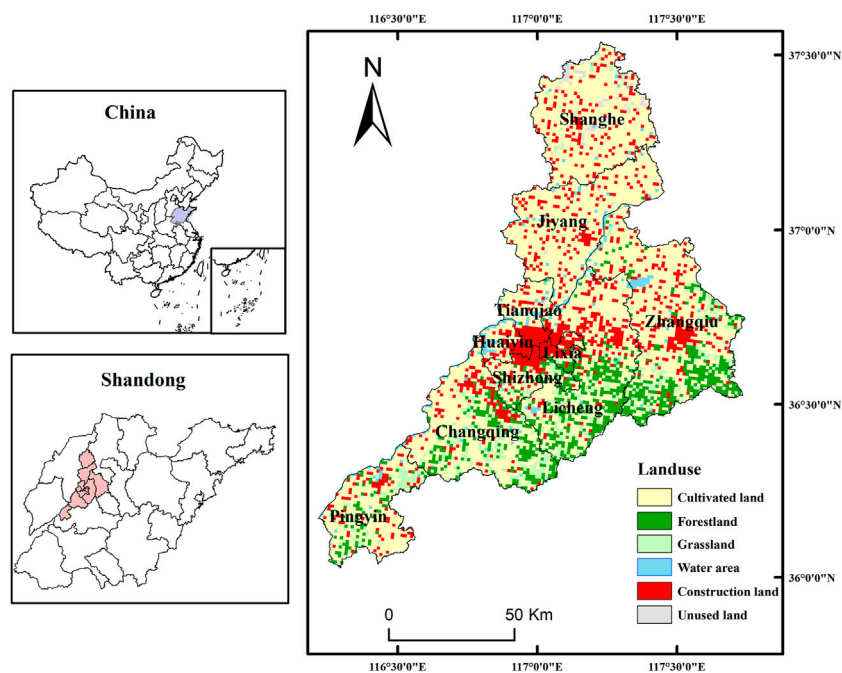 China
Shandong
116°30'0"E 117°0'0"E 117°30'0"E
N
37°30'0"N
37°0'0"N
36°30'0"N
36°0'0"N
Shanghe
Jiyang
Tianqiao
Zhangqiu
Huaiyin
Lixia
Shizhong
Licheng
Changqing
Pingyin
Landuse
Cultivated land
Forestland
Grassland
Water area
Construction land
Unused land
0 50 Km
116°30'0"E 117°0'0"E 117°30'0"E